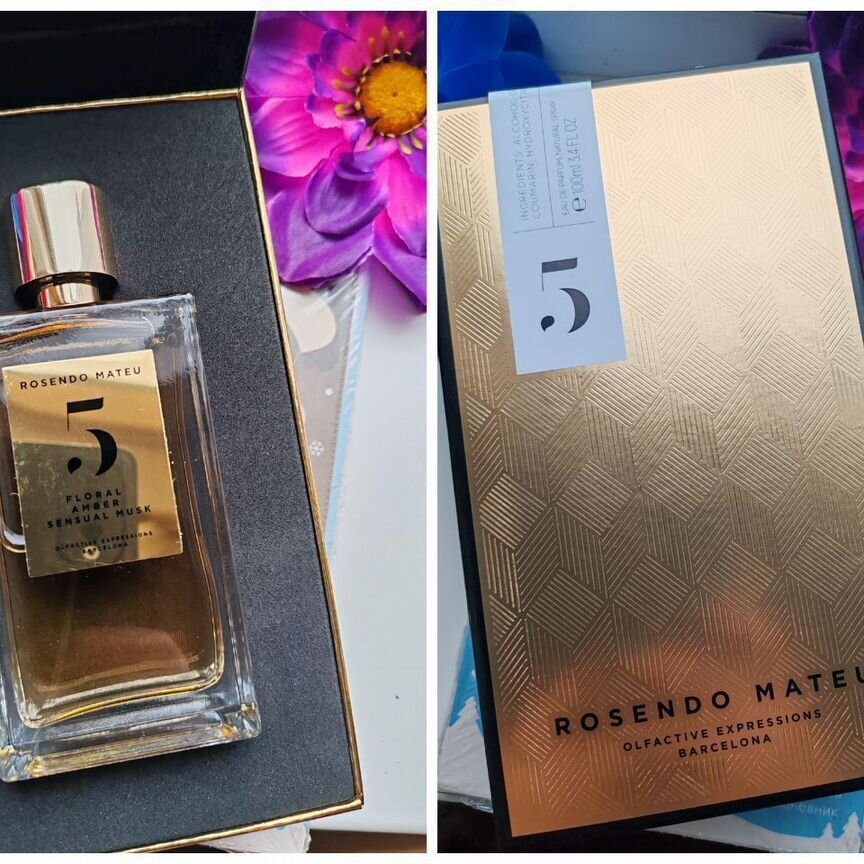 ROSENDO MATEU
5
FLORAL
AMBER
SENSUAL MUSK
OLFACTIVE EXPRESSIONS
BARCELONA
INGREDIENTS: ALCOHOL
COUMARIN, HYDROXYCITR
EAU DE PARFUM NATURAL SPRAY
e 100ml 3.4 FL OZ
5
ROSENDO MATEU
OLFACTIVE EXPRESSIONS
BARCELONA